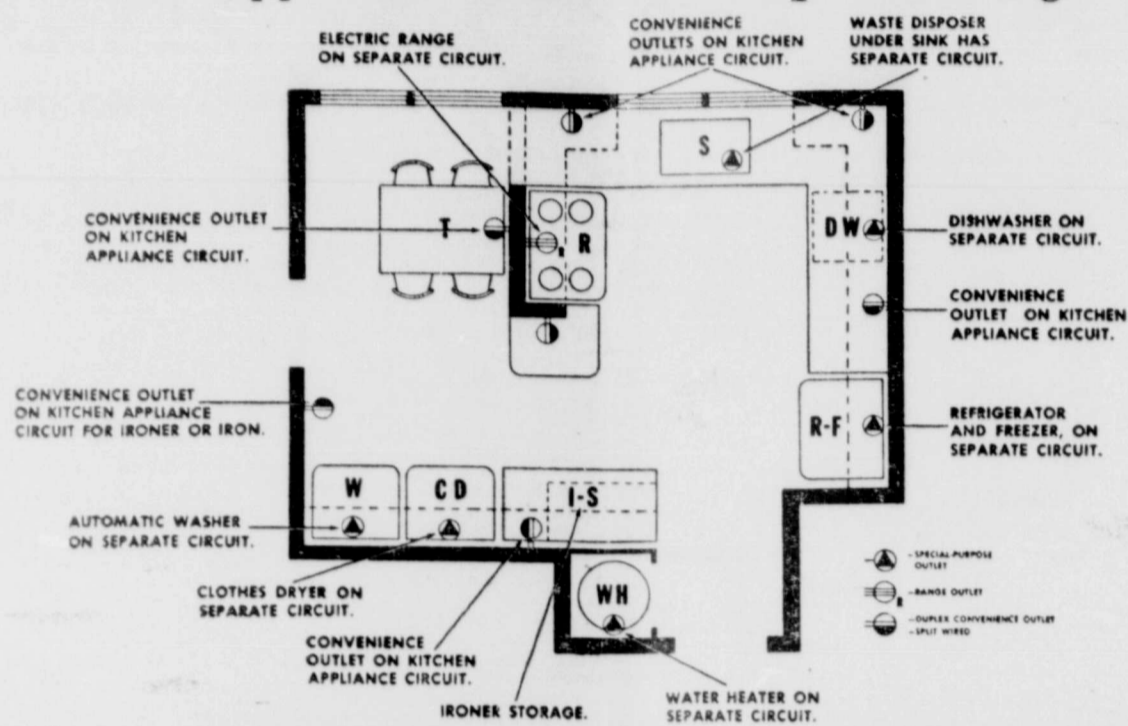 ELECTRIC RANGE
ON SEPARATE CIRCUIT.
CONVENIENCE
OUTLETS ON KITCHEN
APPLIANCE CIRCUIT.
WASTE DISPOSER
UNDER SINK HAS
SEPARATE CIRCUIT.
S
CONVENIENCE OUTLET
ON KITCHEN
APPLIANCE CIRCUIT.
T
R
R
DW
DISHWASHER ON
SEPARATE CIRCUIT.
CONVENIENCE
OUTLET ON KITCHEN
APPLIANCE CIRCUIT.
CONVENIENCE OUTLET
ON KITCHEN APPLIANCE
CIRCUIT FOR IRONER OR IRON.
R-F
REFRIGERATOR
AND FREEZER, ON
SEPARATE CIRCUIT.
W
CD
I-S
AUTOMATIC WASHER
ON SEPARATE CIRCUIT.
CLOTHES DRYER ON
SEPARATE CIRCUIT.
WH
CONVENIENCE
OUTLET ON KITCHEN
APPLIANCE CIRCUIT.
IRONER STORAGE.
WATER HEATER ON
SEPARATE CIRCUIT.
-SPECIAL-PURPOSE
OUTLET
R
-RANGE OUTLET
-DUPLEX CONVENIENCE OUTLET
-SPLIT WIRED